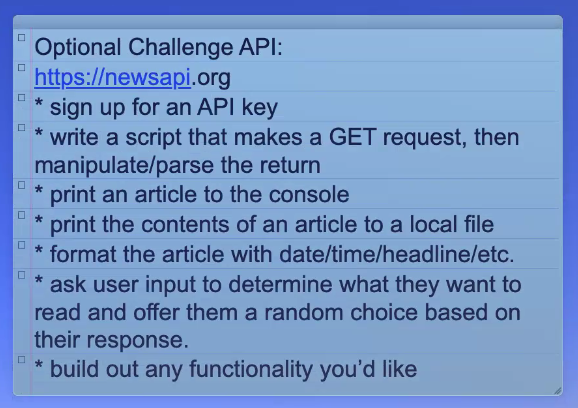 Optional Challenge API:
https://newsapi.org
* sign up for an API key
* write a script that makes a GET request, then
manipulate/parse the return
* print an article to the console
* print the contents of an article to a local file
* format the article with date/time/headline/etc.
* ask user input to determine what they want to
read and offer them a random choice based on
their response.
* build out any functionality you’d like